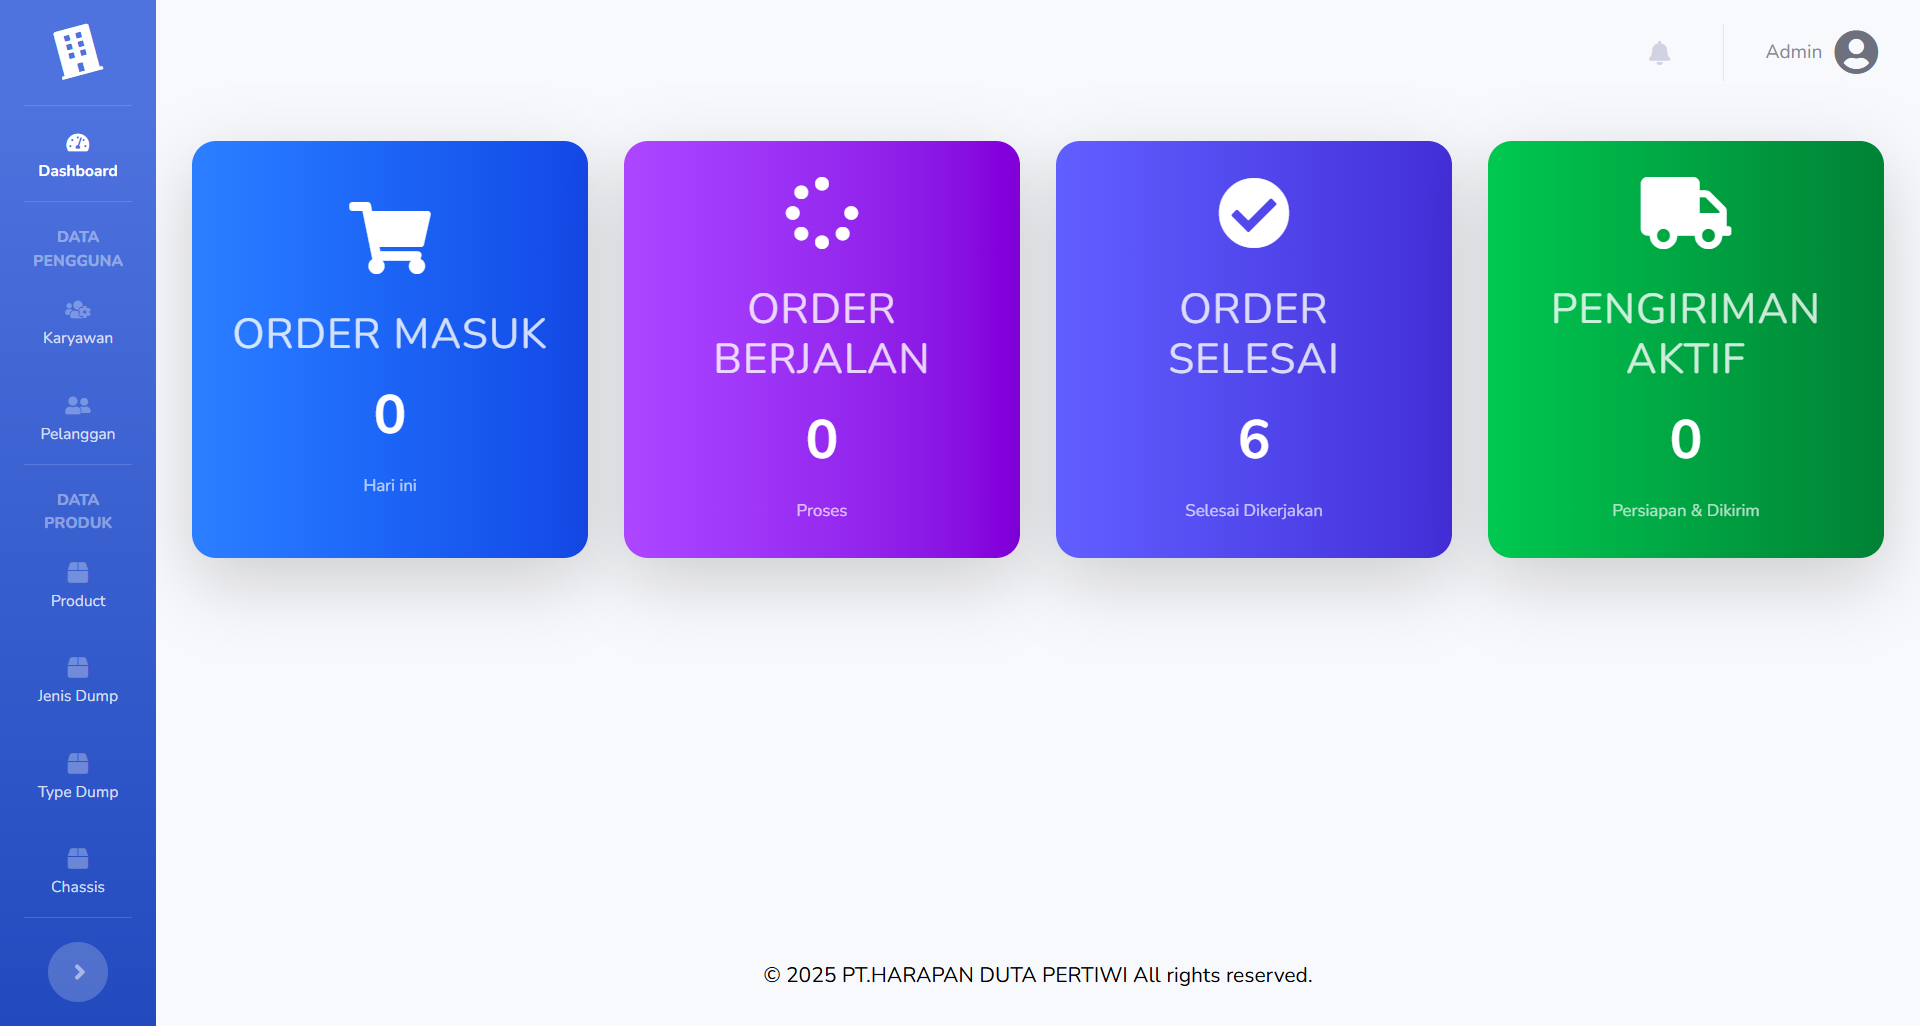 Admin
Dashboard
DATA
PENGGUNA
Karyawan
Pelanggan
DATA
PRODUK
Product
Jenis Dump
Type Dump
Chassis
ORDER MASUK
0
Hari ini
ORDER
BERJALAN
0
Proses
ORDER
SELESAI
6
Selesai Dikerjakan
PENGIRIMAN
AKTIF
0
Persiapan & Dikirim
© 2025 PT.HARAPAN DUTA PERTIWI All rights reserved.